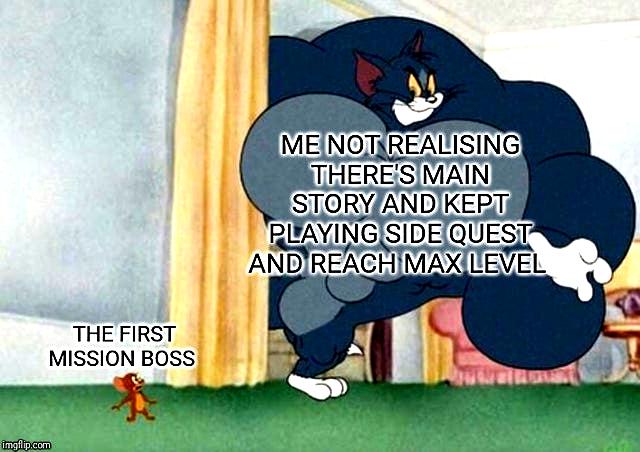 ME NOT REALISING
THERE'S MAIN
STORY AND KEPT
PLAYING SIDE QUEST
AND REACH MAX LEVEL
THE FIRST
MISSION BOSS
imgflip.com